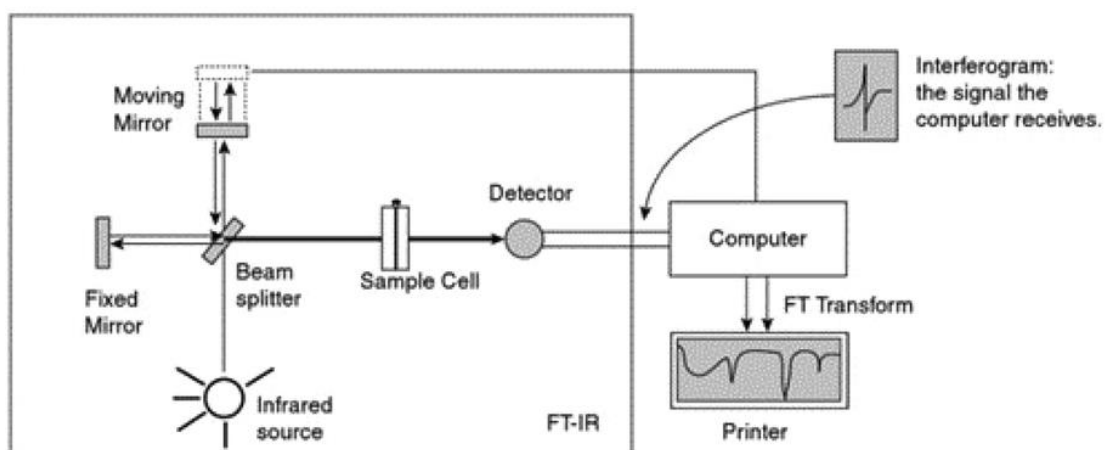 Moving
Mirror
Interferogram:
the signal the
computer receives.
Detector
Computer
Beam
splitter
Sample Cell
Fixed
Mirror
FT Transform
Infrared
source
FT-IR
Printer